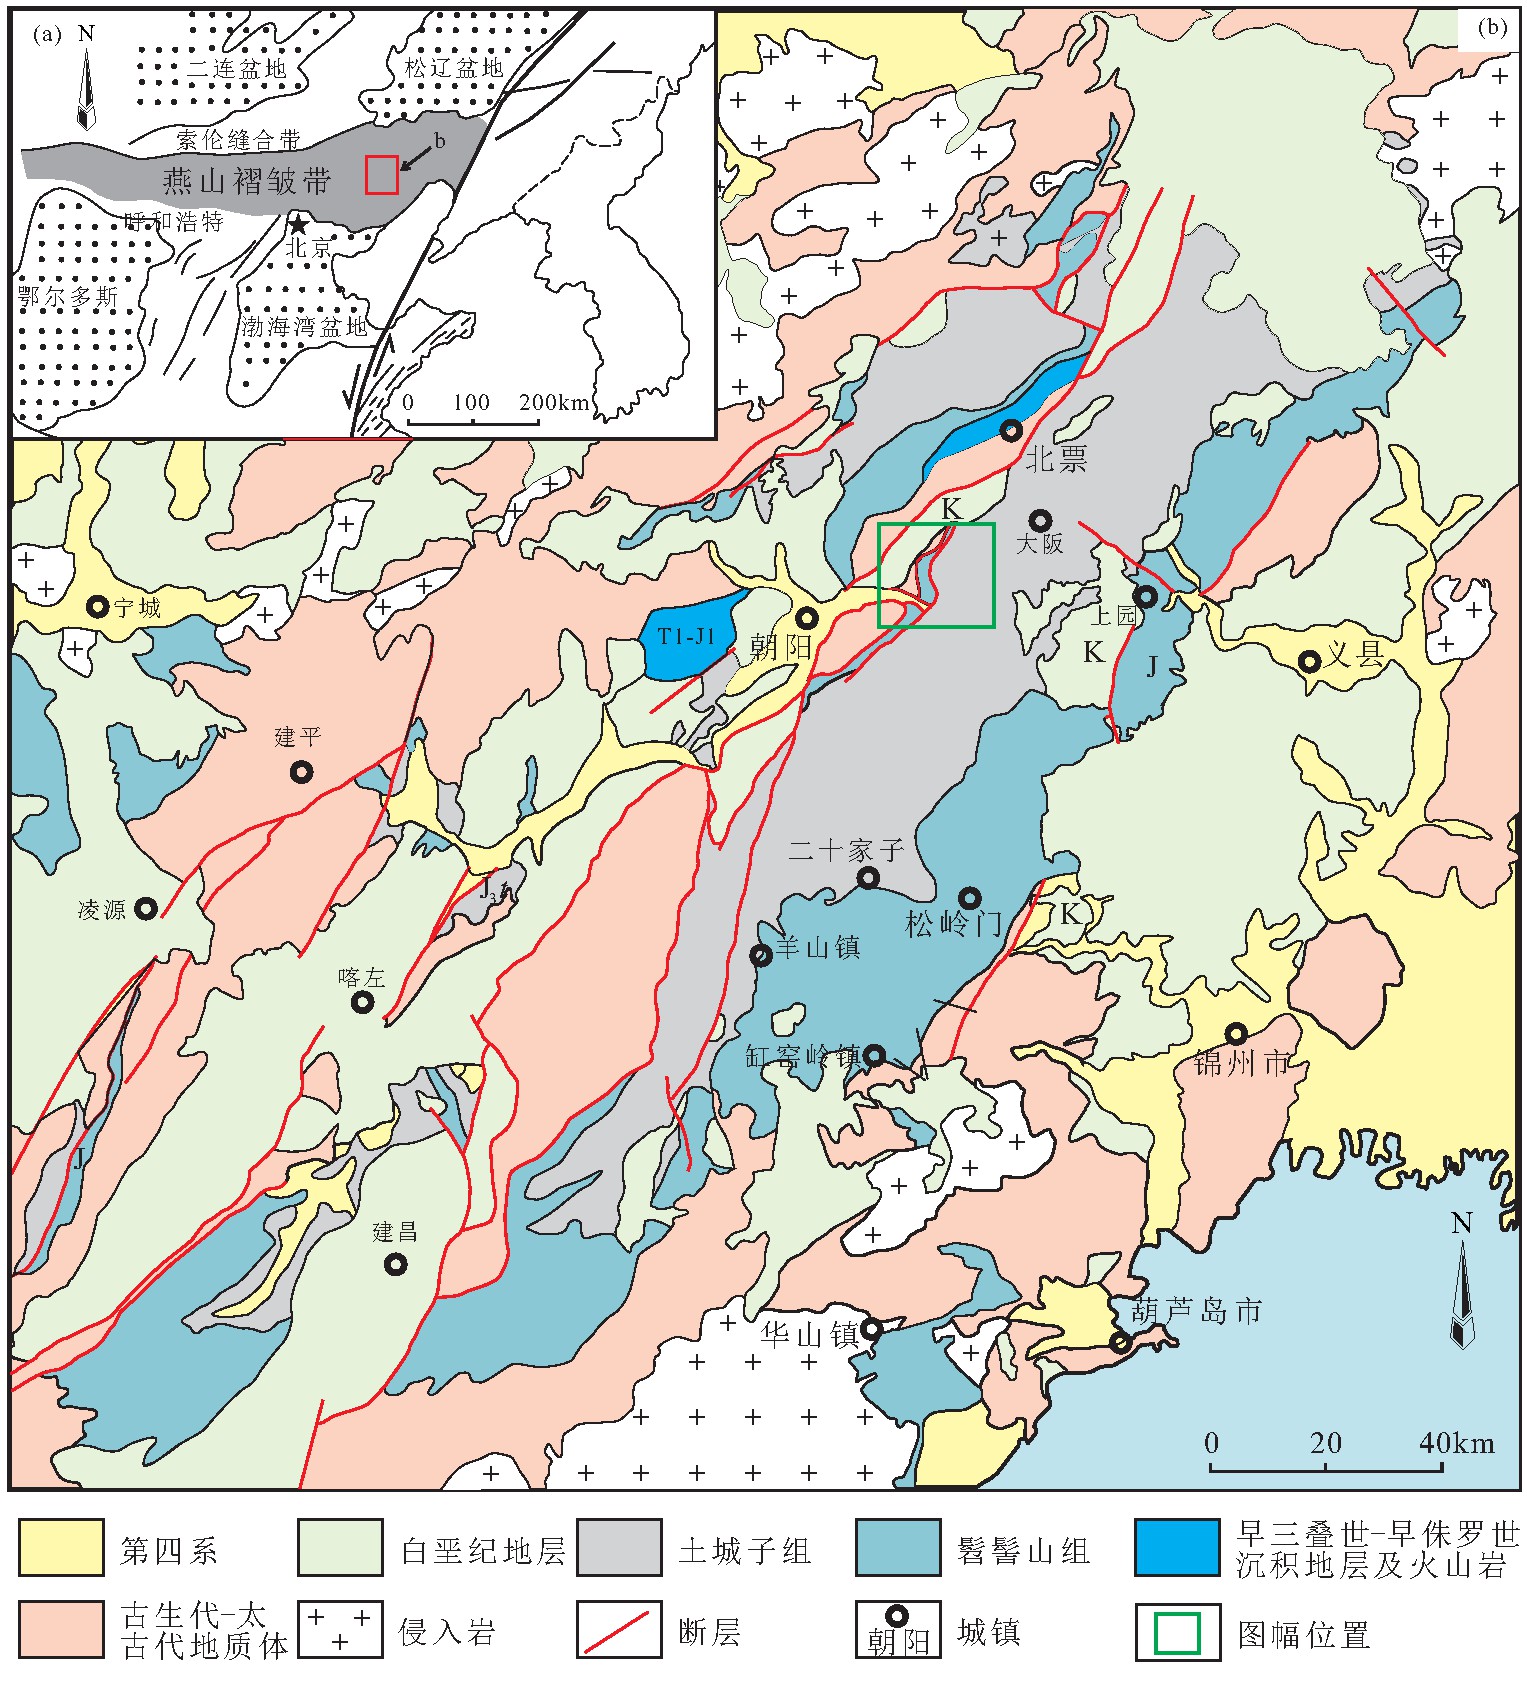 (a)
N
二连盆地
松辽盆地
索伦缝合带
b
燕山褶皱带
呼和浩特
北京
鄂尔多斯
渤海湾盆地
0 100 200km
(b)
北票
K
大阪
宁城
T1-J1
朝阳
上园
K
J
义县
建平
二十家子
J3
凌源
松岭门
K
羊山镇
喀左
缸窑岭镇
锦州市
J
建昌
N
华山镇
葫芦岛市
0 20 40km
第四系
白垩纪地层
土城子组
髫髻山组
早三叠世-早侏罗世
沉积地层及火山岩
古生代-太
古代地质体
侵入岩
断层
朝阳
城镇
图幅位置